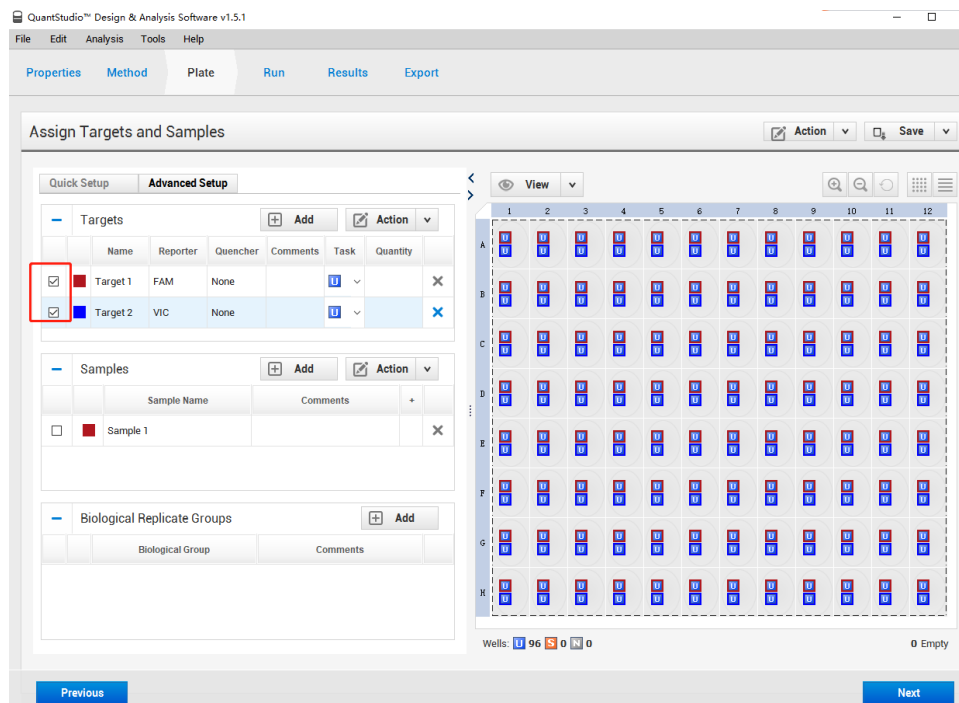 QuantStudio™ Design & Analysis Software v1.5.1
File Edit Analysis Tools Help
Properties Method Plate Run Results Export
Assign Targets and Samples
Action Save
Quick Setup Advanced Setup
View
Targets Add Action
Name Reporter Quencher Comments Task Quantity
Target 1 FAM None U
Target 2 VIC None U
Samples Add Action
Sample Name Comments +
Sample 1
Biological Replicate Groups Add
Biological Group Comments
1 2 3 4 5 6 7 8 9 10 11 12
A U U U U U U U U U U U U
U U U U U U U U U U U U
B U U U U U U U U U U U U
U U U U U U U U U U U U
C U U U U U U U U U U U U
U U U U U U U U U U U U
D U U U U U U U U U U U U
U U U U U U U U U U U U
E U U U U U U U U U U U U
U U U U U U U U U U U U
F U U U U U U U U U U U U
U U U U U U U U U U U U
G U U U U U U U U U U U U
U U U U U U U U U U U U
H U U U U U U U U U U U U
U U U U U U U U U U U U
Wells: U 96 S 0 N 0 0 Empty
Previous Next